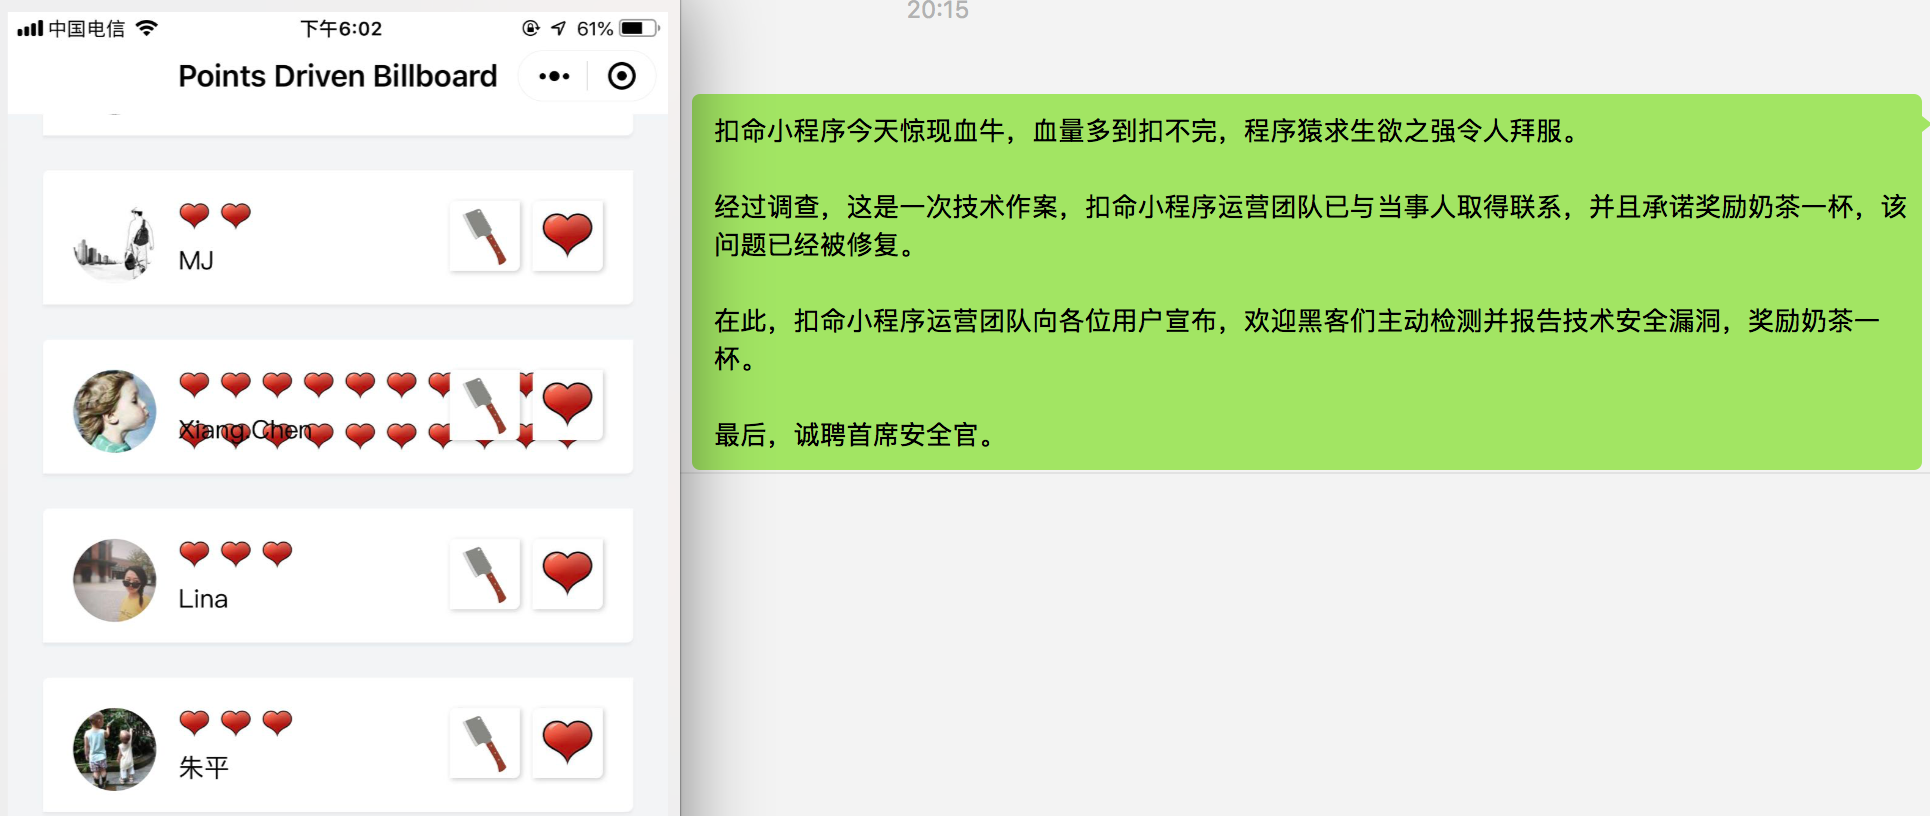 中国电信
下午6:02
61%
Points Driven Billboard
MJ
Xiang.Chen
Lina
朱平
20:15
扣命小程序今天惊现血牛，血量多到扣不完，程序猿求生欲之强令人拜服。
经过调查，这是一次技术作案，扣命小程序运营团队已与当事人取得联系，并且承诺奖励奶茶一杯，该
问题已经被修复。
在此，扣命小程序运营团队向各位用户宣布，欢迎黑客们主动检测并报告技术安全漏洞，奖励奶茶一
杯。
最后，诚聘首席安全官。